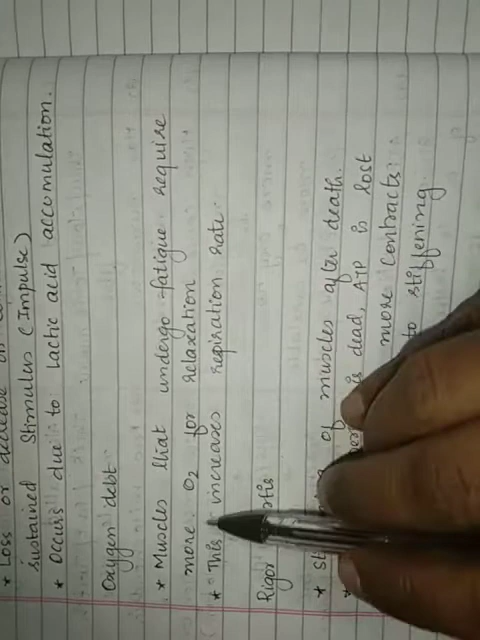 * Loss or decrease on
sustained Stimulus (Impulse)
* Occurs due to Lactic acid accomulation.
Oxygen debt
* Muscles that undergo fatigue require
more O2 for relaxation
* This increases respiration rate.
Rigor
of muscles after death.
is dead, ATP is lost
more contracts
to stiffening